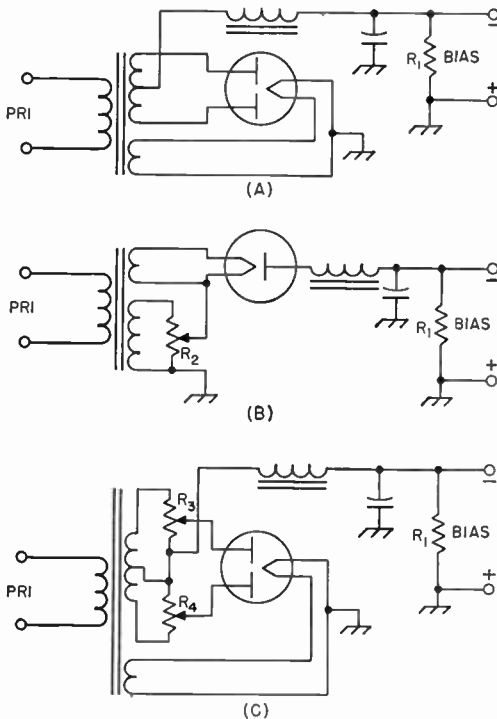 −
R1 BIAS
+
PRI
(A)
−
PRI
R2
R1 BIAS
+
(B)
−
R3
R1 BIAS
+
PRI
R4
(C)